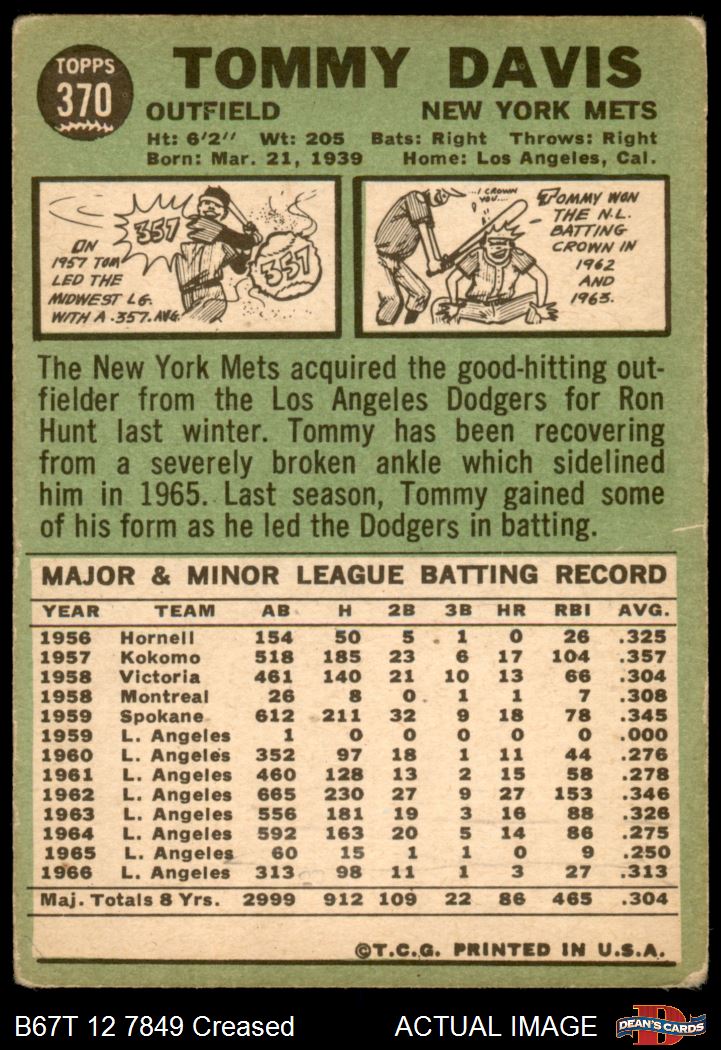 TOPPS
370
TOMMY DAVIS
OUTFIELD NEW YORK METS
Ht: 6'2" Wt: 205 Bats: Right Throws: Right
Born: Mar. 21, 1939 Home: Los Angeles, Cal.
357
357
ON
1957 TOM
LED THE
MIDWEST LG.
WITH A .357. AVG.
...I CROWN
YOU...
TOMMY WON
THE N.L.
BATTING
CROWN IN
1962
AND
1963.
The New York Mets acquired the good-hitting out-
fielder from the Los Angeles Dodgers for Ron
Hunt last winter. Tommy has been recovering
from a severely broken ankle which sidelined
him in 1965. Last season, Tommy gained some
of his form as he led the Dodgers in batting.
MAJOR & MINOR LEAGUE BATTING RECORD
YEAR TEAM AB H 2B 3B HR RBI AVG.
1956 Hornell 154 50 5 1 0 26 .325
1957 Kokomo 518 185 23 6 17 104 .357
1958 Victoria 461 140 21 10 13 66 .304
1958 Montreal 26 8 0 1 1 7 .308
1959 Spokane 612 211 32 9 18 78 .345
1959 L. Angeles 1 0 0 0 0 0 .000
1960 L. Angeles 352 97 18 1 11 44 .276
1961 L. Angeles 460 128 13 2 15 58 .278
1962 L. Angeles 665 230 27 9 27 153 .346
1963 L. Angeles 556 181 19 3 16 88 .326
1964 L. Angeles 592 163 20 5 14 86 .275
1965 L. Angeles 60 15 1 1 0 9 .250
1966 L. Angeles 313 98 11 1 3 27 .313
Maj. Totals 8 Yrs. 2999 912 109 22 86 465 .304
©T.C.G. PRINTED IN U.S.A.
B67T 12 7849 Creased ACTUAL IMAGE
DEAN'S CARDS